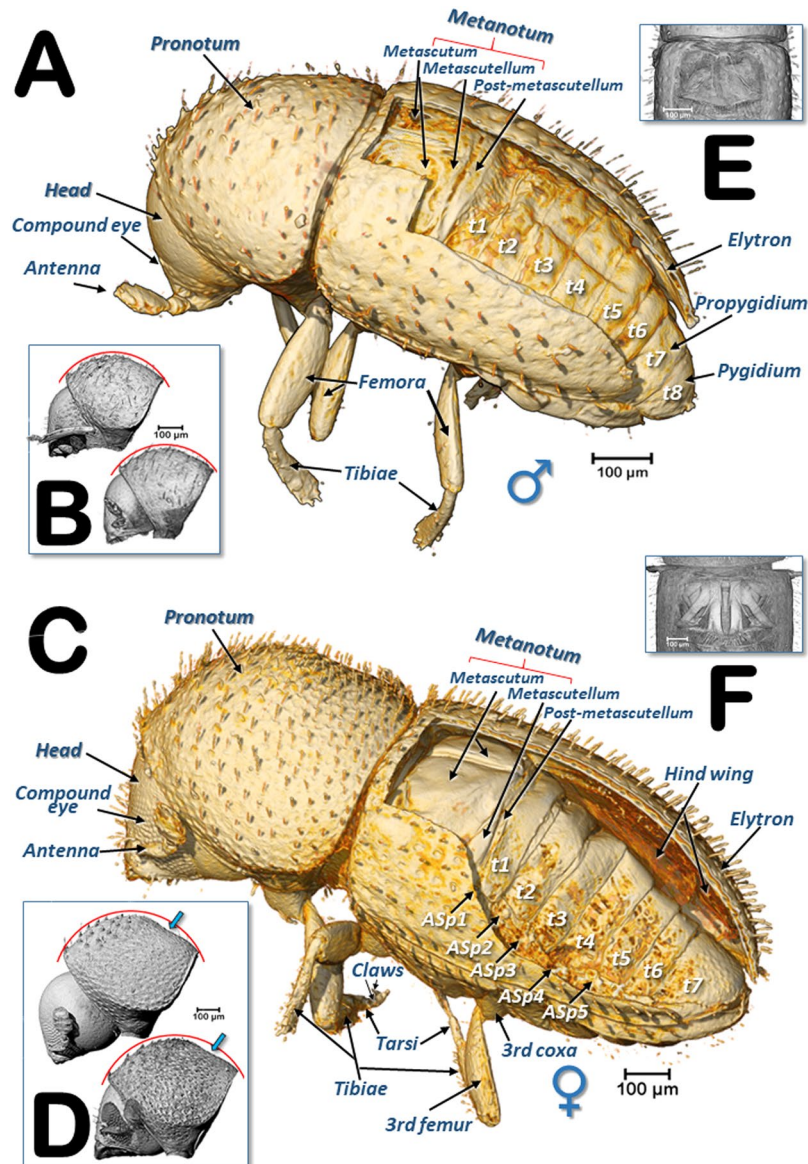 A
Pronotum
Metanotum
Metascutum
Metascutellum
Post-metascutellum
100 µm
E
Head
Compound eye
Antenna
t1
t2
t3
t4
t5
t6
t7
t8
Elytron
Propygidium
Pygidium
Femora
Tibiae
100 µm
♂
100 µm
B
C
Pronotum
Metanotum
Metascutum
Metascutellum
Post-metascutellum
100 µm
F
Head
Compound
eye
Antenna
Hind wing
Elytron
t1
t2
t3
t4
t5
t6
t7
ASp1
ASp2
ASp3
ASp4
ASp5
Claws
Tarsi
Tibiae
3rd coxa
3rd femur
100 µm
♀
100 µm
D